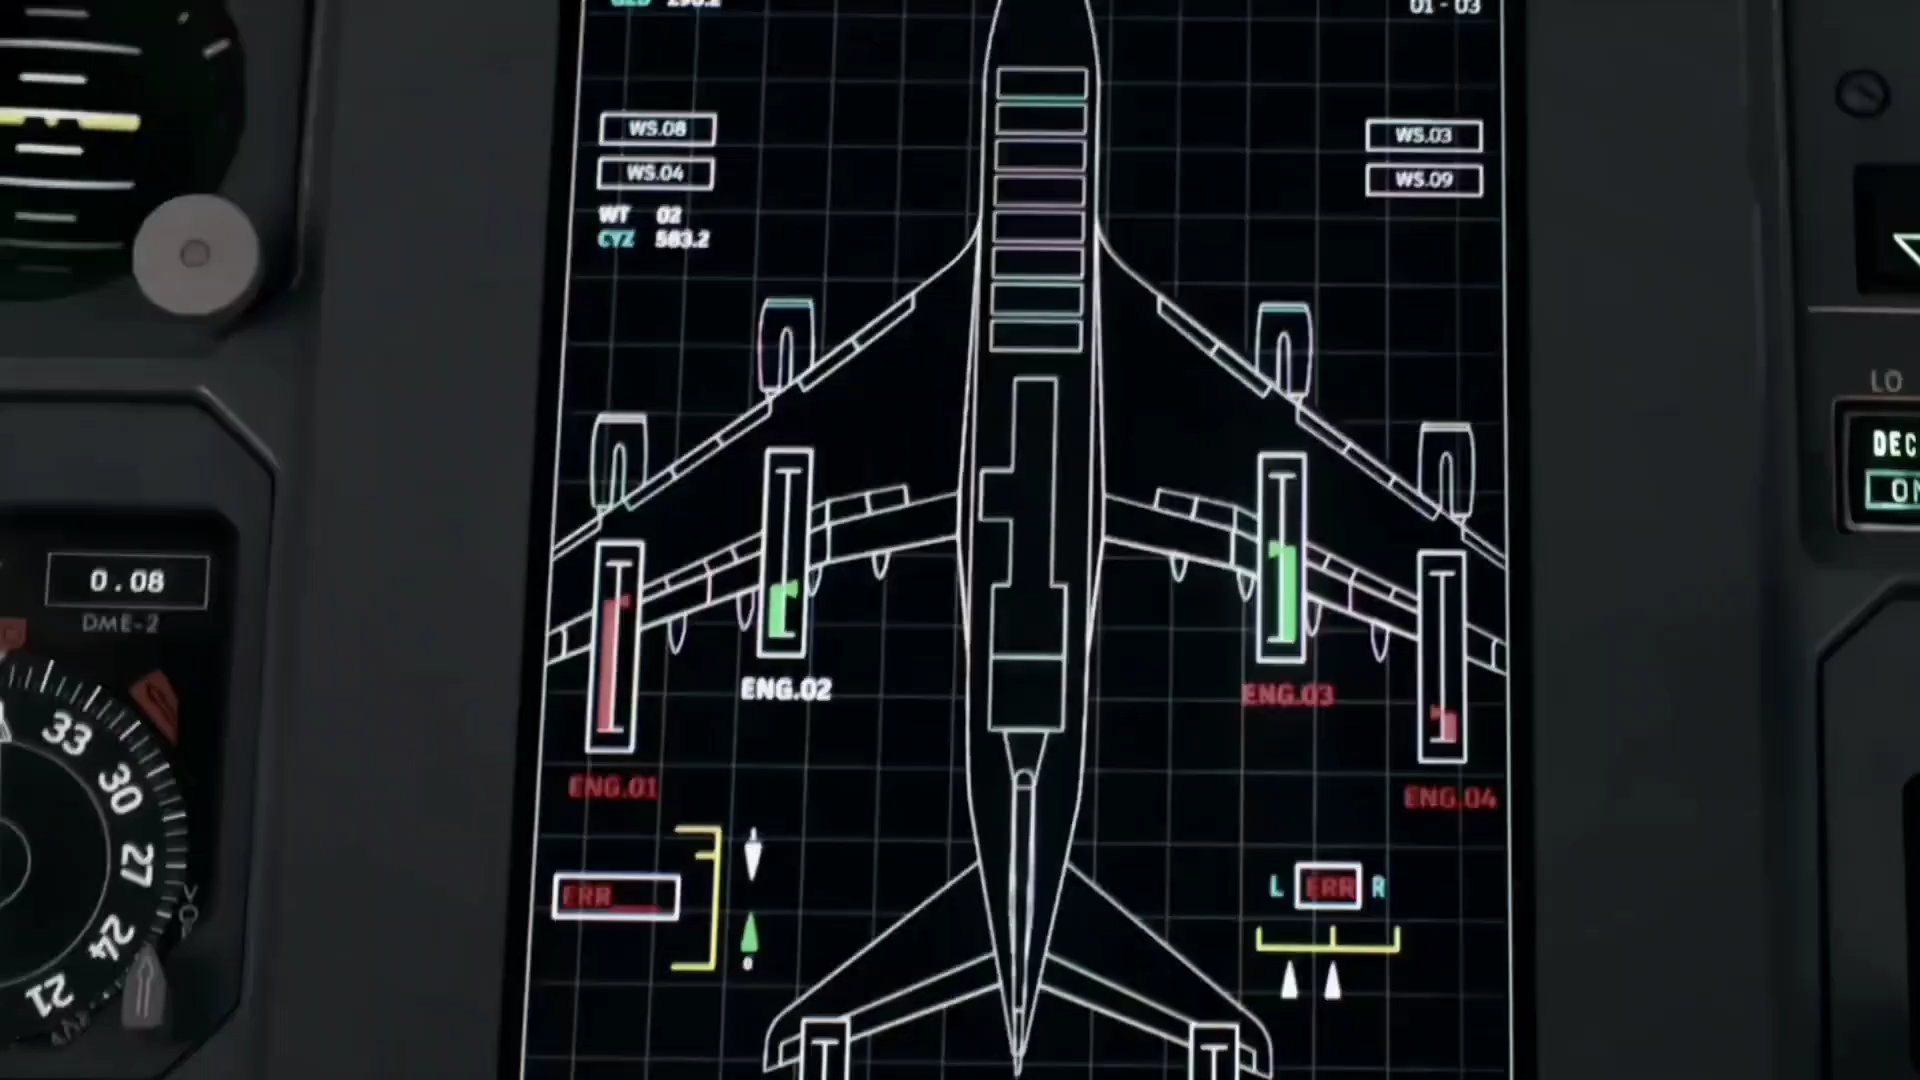 01 - 03
WS.08
WS.04
WT 02
CYZ 583.2
WS.03
WS.09
LO
DEC
0.08
DME-2
33
30
27
24
21
ENG.02
ENG.03
ENG.01
ENG.04
ERR
0
L ERR R